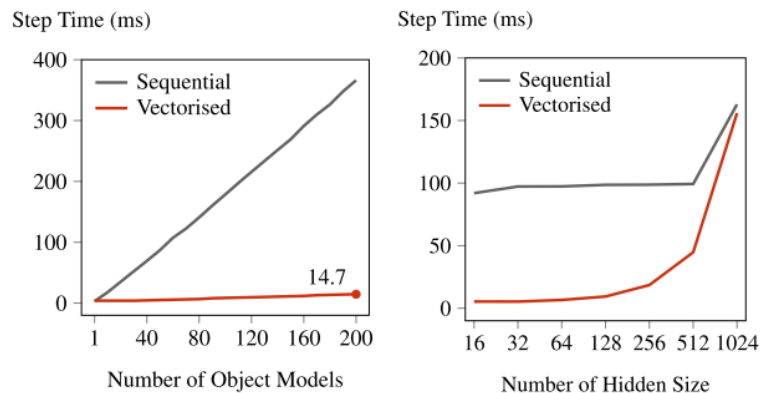 Step Time (ms)
400
300
200
100
0
Sequential
Vectorised
14.7
1 40 80 120 160 200
Number of Object Models
Step Time (ms)
200
150
100
50
0
Sequential
Vectorised
16 32 64 128 256 512 1024
Number of Hidden Size